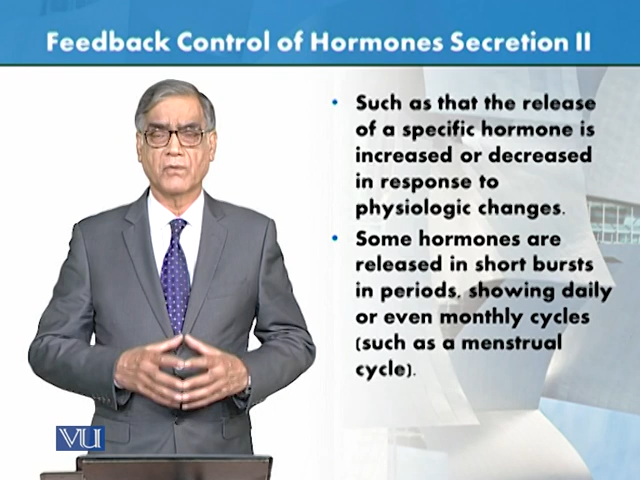 Feedback Control of Hormones Secretion II
• Such as that the release
of a specific hormone is
increased or decreased
in response to
physiologic changes.
• Some hormones are
released in short bursts
in periods, showing daily
or even monthly cycles
(such as a menstrual
cycle).
VU